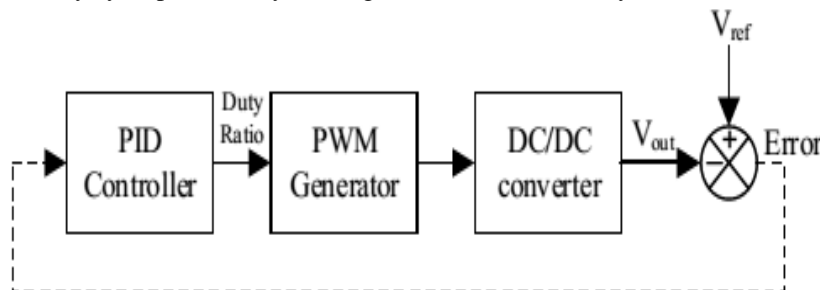 V_ref
Duty
Ratio
PID
Controller
PWM
Generator
DC/DC
converter
V_out
+
−
Error